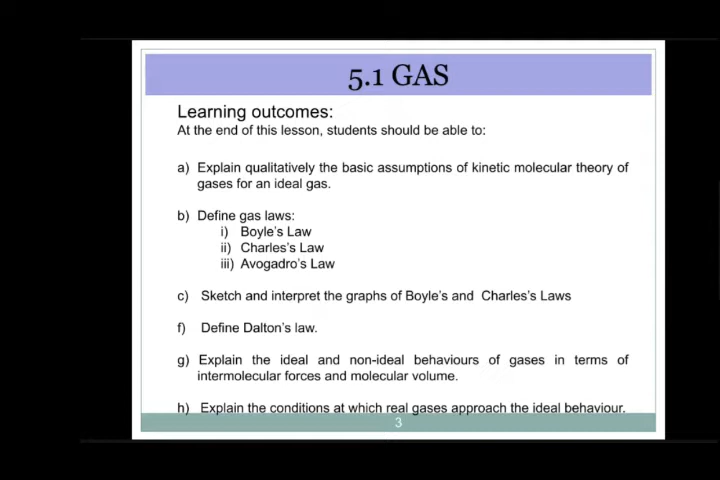 5.1 GAS
Learning outcomes:
At the end of this lesson, students should be able to:
a) Explain qualitatively the basic assumptions of kinetic molecular theory of
gases for an ideal gas.
b) Define gas laws:
i) Boyle's Law
ii) Charles's Law
iii) Avogadro's Law
c) Sketch and interpret the graphs of Boyle's and Charles's Laws
f) Define Dalton's law.
g) Explain the ideal and non-ideal behaviours of gases in terms of
intermolecular forces and molecular volume.
h) Explain the conditions at which real gases approach the ideal behaviour.
3